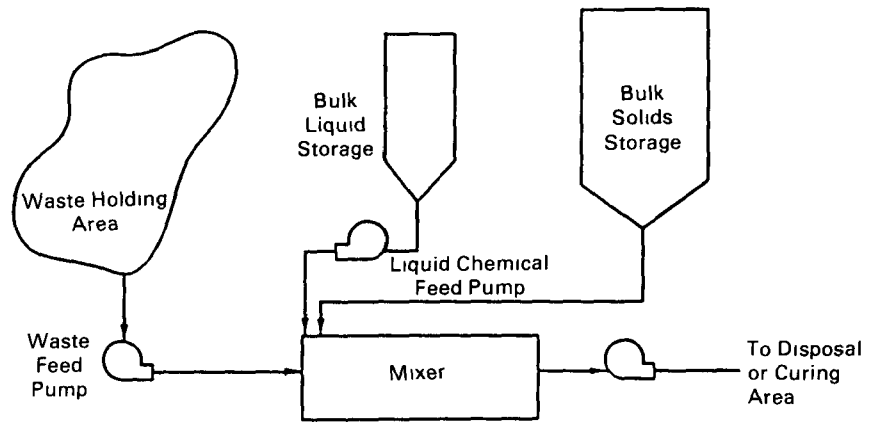 Bulk
Liquid
Storage
Bulk
Solids
Storage
Waste Holding
Area
Liquid Chemical
Feed Pump
Waste
Feed
Pump
Mixer
To Disposal
or Curing
Area